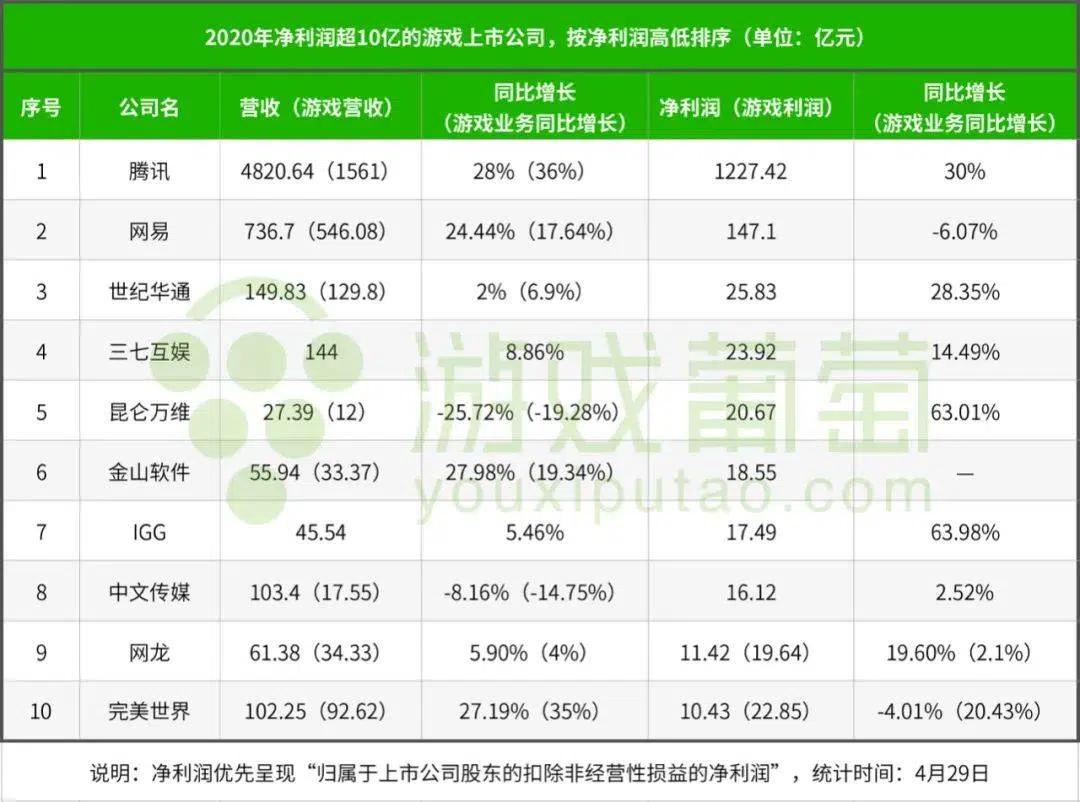 2020年净利润超10亿的游戏上市公司，按净利润高低排序（单位：亿元）
序号 公司名 营收（游戏营收） 同比增长（游戏业务同比增长） 净利润（游戏利润） 同比增长（游戏业务同比增长）
1 腾讯 4820.64（1561） 28%（36%） 1227.42 30%
2 网易 736.7（546.08） 24.44%（17.64%） 147.1 -6.07%
3 世纪华通 149.83（129.8） 2%（6.9%） 25.83 28.35%
4 三七互娱 144 8.86% 23.92 14.49%
5 昆仑万维 27.39（12） -25.72%（-19.28%） 20.67 63.01%
6 金山软件 55.94（33.37） 27.98%（19.34%） 18.55 —
7 IGG 45.54 5.46% 17.49 63.98%
8 中文传媒 103.4（17.55） -8.16%（-14.75%） 16.12 2.52%
9 网龙 61.38（34.33） 5.90%（4%） 11.42（19.64） 19.60%（2.1%）
10 完美世界 102.25（92.62） 27.19%（35%） 10.43（22.85） -4.01%（20.43%）
说明：净利润优先呈现“归属于上市公司股东的扣除非经营性损益的净利润”，统计时间：4月29日
游戏葡萄
youxiputao.com